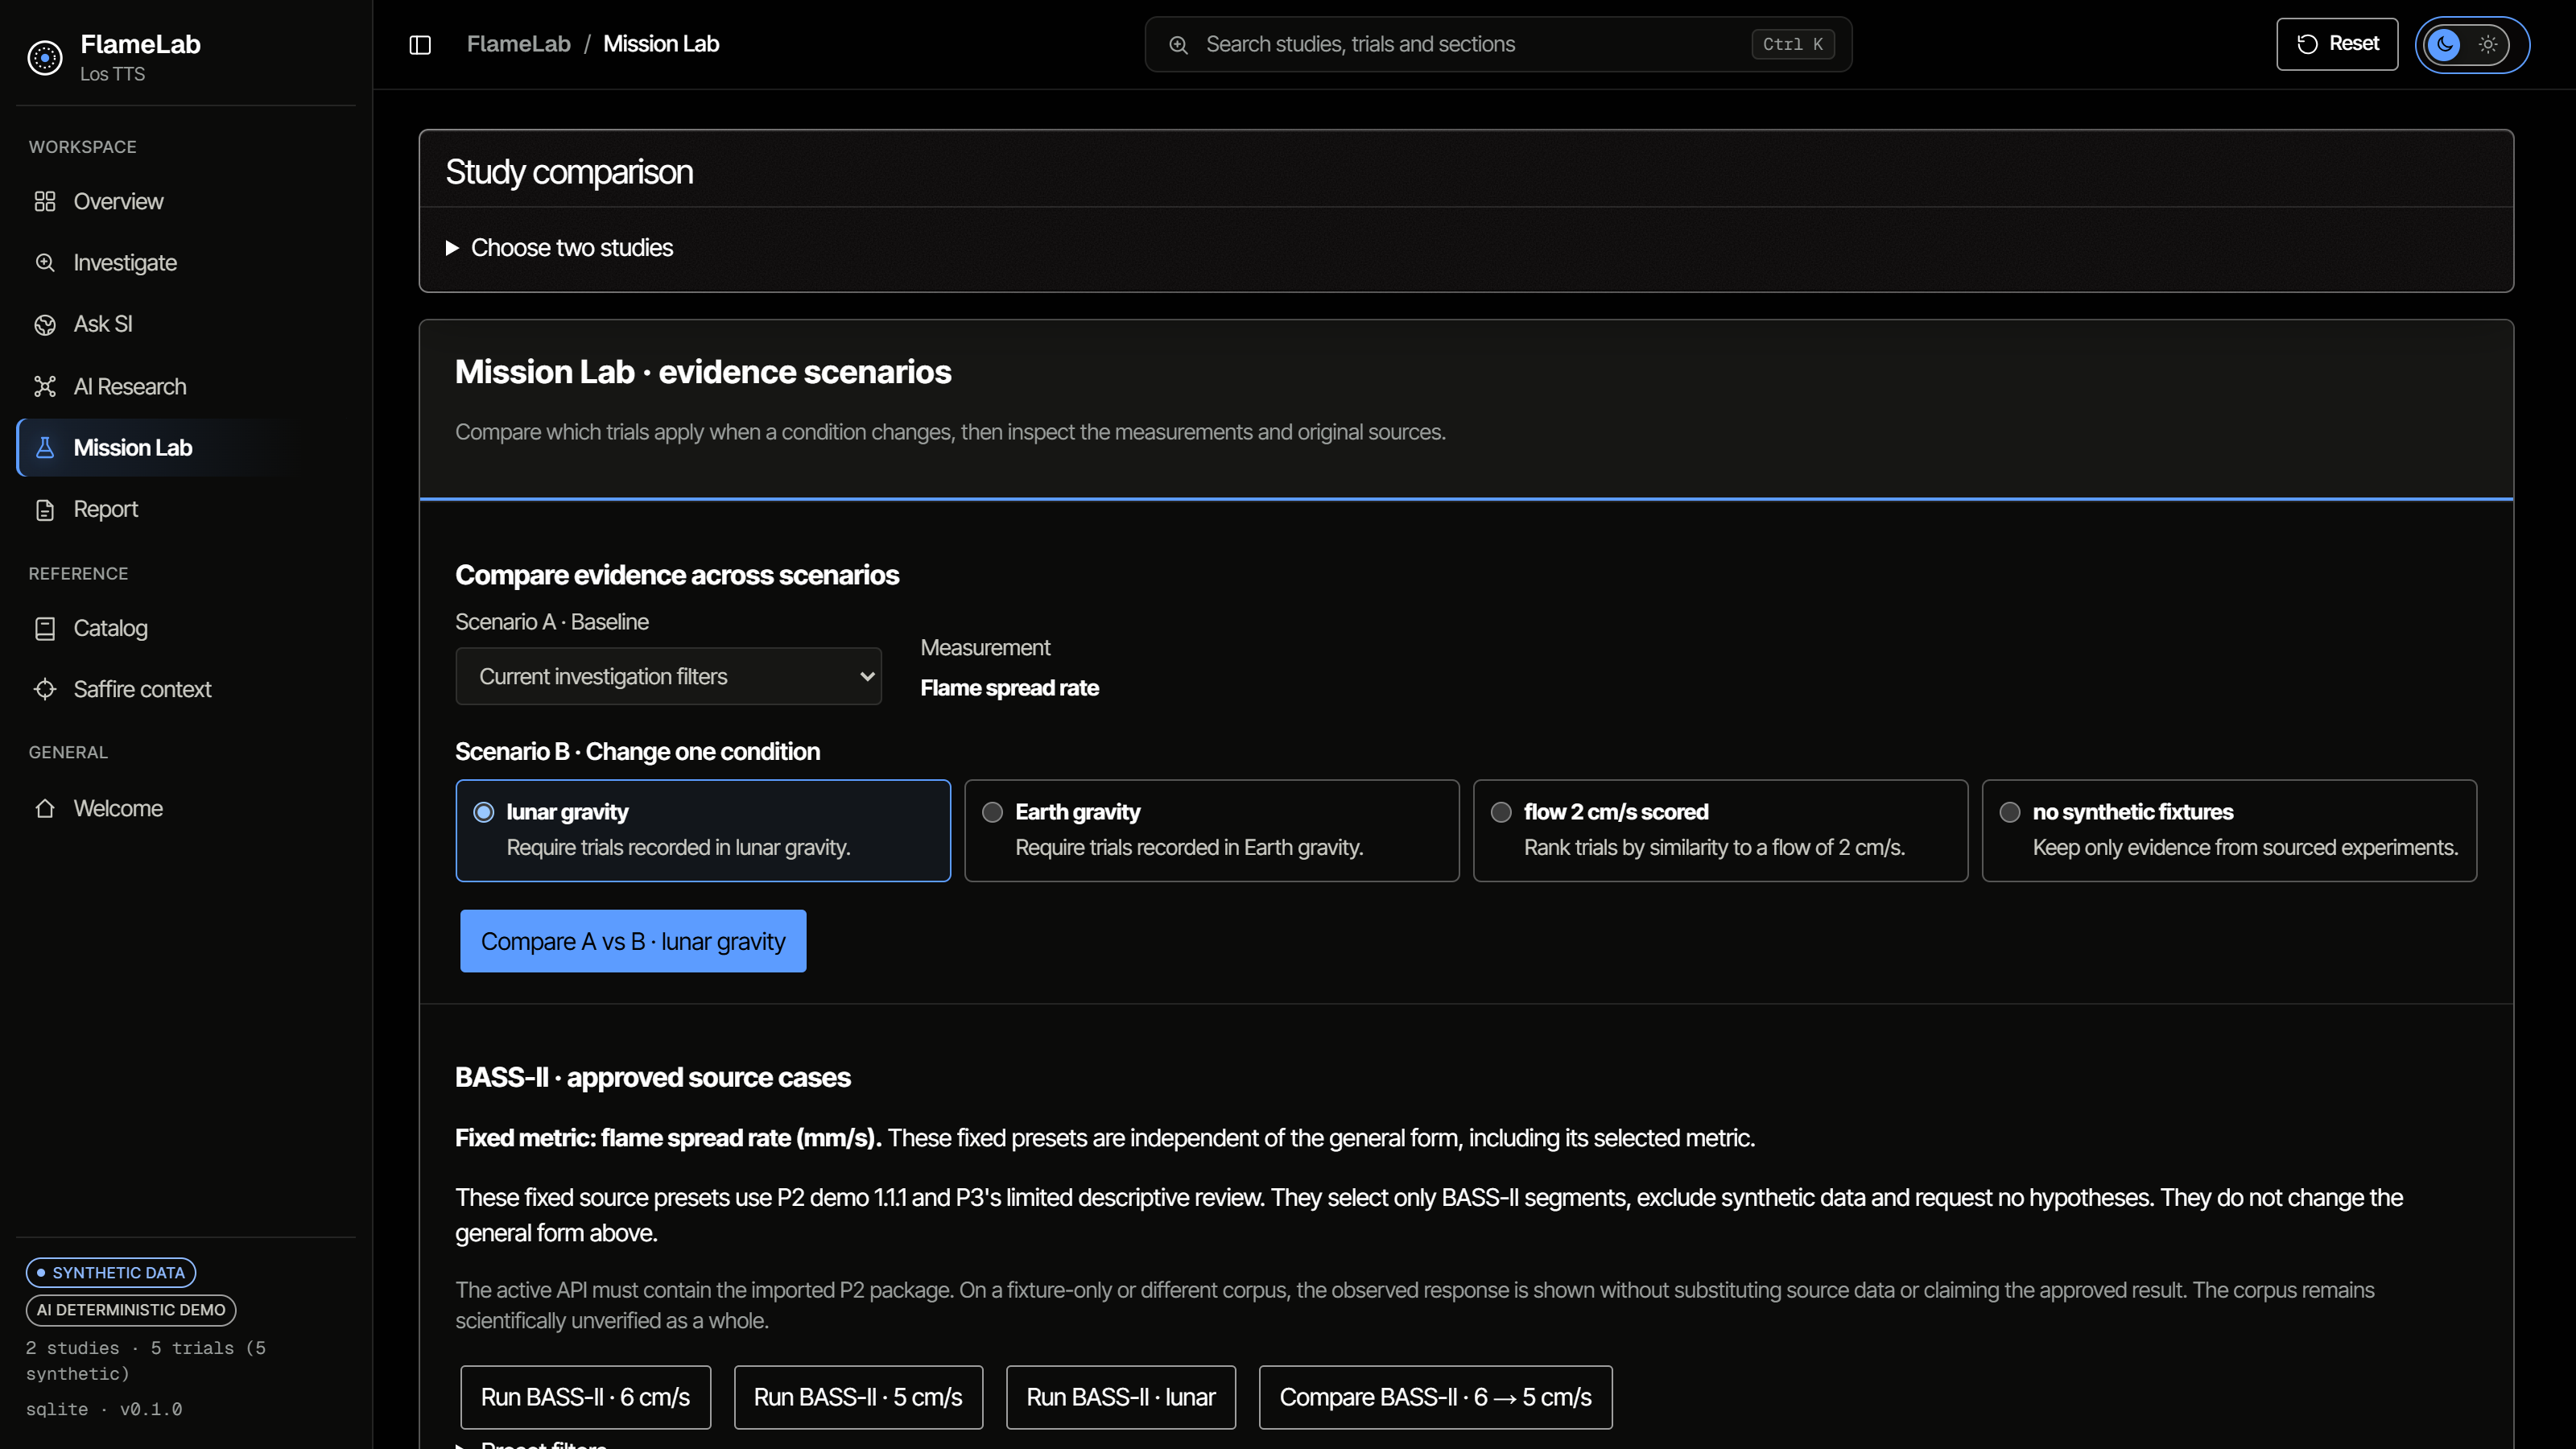 FlameLab
Los TTS
WORKSPACE
Overview
Investigate
Ask SI
AI Research
Mission Lab
Report
REFERENCE
Catalog
Saffire context
GENERAL
Welcome
SYNTHETIC DATA
AI DETERMINISTIC DEMO
2 studies · 5 trials (5
synthetic)
sqlite · v0.1.0
FlameLab / Mission Lab
Search studies, trials and sections
Ctrl K
Reset
Study comparison
Choose two studies
Mission Lab · evidence scenarios
Compare which trials apply when a condition changes, then inspect the measurements and original sources.
Compare evidence across scenarios
Scenario A · Baseline
Current investigation filters
Measurement
Flame spread rate
Scenario B · Change one condition
lunar gravity
Require trials recorded in lunar gravity.
Earth gravity
Require trials recorded in Earth gravity.
flow 2 cm/s scored
Rank trials by similarity to a flow of 2 cm/s.
no synthetic fixtures
Keep only evidence from sourced experiments.
Compare A vs B · lunar gravity
BASS-II · approved source cases
Fixed metric: flame spread rate (mm/s). These fixed presets are independent of the general form, including its selected metric.
These fixed source presets use P2 demo 1.1.1 and P3's limited descriptive review. They select only BASS-II segments, exclude synthetic data and request no hypotheses. They do not change the
general form above.
The active API must contain the imported P2 package. On a fixture-only or different corpus, the observed response is shown without substituting source data or claiming the approved result. The corpus remains
scientifically unverified as a whole.
Run BASS-II · 6 cm/s
Run BASS-II · 5 cm/s
Run BASS-II · lunar
Compare BASS-II · 6 → 5 cm/s
Preset filters